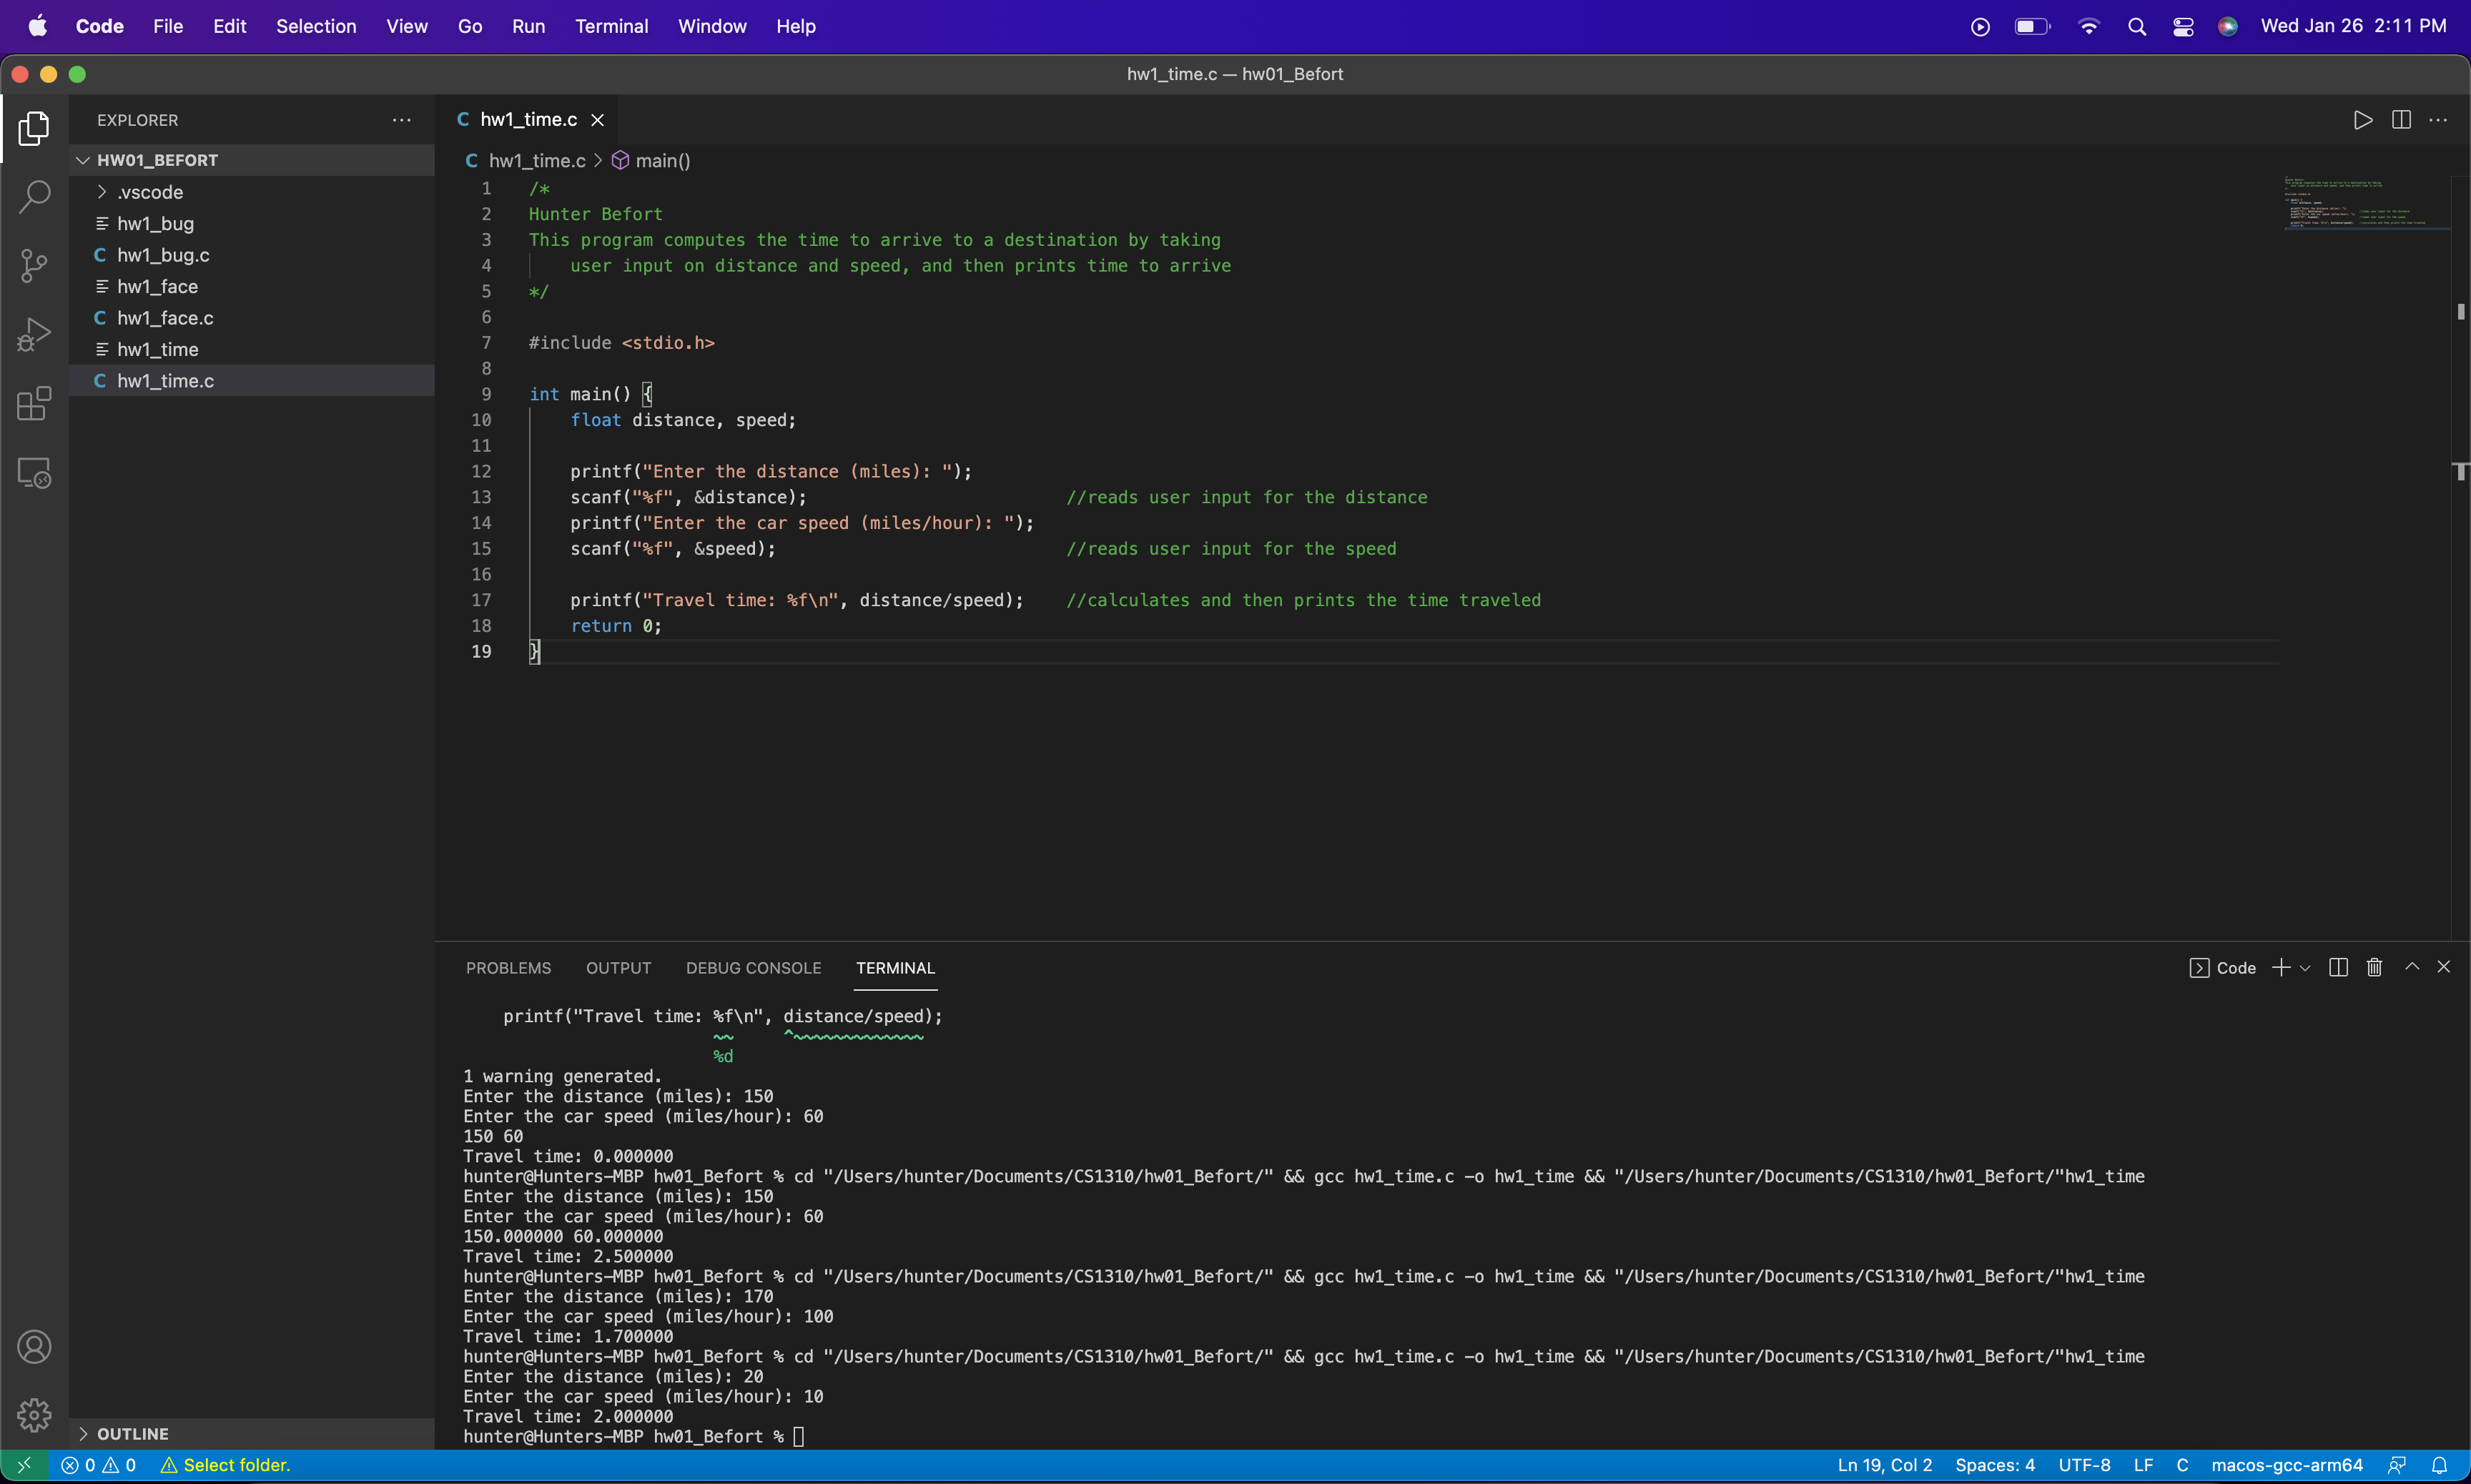 Code File Edit Selection View Go Run Terminal Window Help Wed Jan 26 2:11 PM
hw1_time.c — hw01_Befort
EXPLORER
HW01_BEFORT
.vscode
hw1_bug
C hw1_bug.c
hw1_face
C hw1_face.c
hw1_time
C hw1_time.c
OUTLINE
C hw1_time.c
C hw1_time.c > main()
1 /*
2 Hunter Befort
3 This program computes the time to arrive to a destination by taking
4     user input on distance and speed, and then prints time to arrive
5 */
6
7 #include <stdio.h>
8
9 int main() {
10     float distance, speed;
11
12     printf("Enter the distance (miles): ");
13     scanf("%f", &distance);                         //reads user input for the distance
14     printf("Enter the car speed (miles/hour): ");
15     scanf("%f", &speed);                            //reads user input for the speed
16
17     printf("Travel time: %f\n", distance/speed);    //calculates and then prints the time traveled
18     return 0;
19 }
PROBLEMS OUTPUT DEBUG CONSOLE TERMINAL Code
    printf("Travel time: %f\n", distance/speed);
                         ~~     ^~~~~~~~~~~~~~
                         %d
1 warning generated.
Enter the distance (miles): 150
Enter the car speed (miles/hour): 60
150 60
Travel time: 0.000000
hunter@Hunters-MBP hw01_Befort % cd "/Users/hunter/Documents/CS1310/hw01_Befort/" && gcc hw1_time.c -o hw1_time && "/Users/hunter/Documents/CS1310/hw01_Befort/"hw1_time
Enter the distance (miles): 150
Enter the car speed (miles/hour): 60
150.000000 60.000000
Travel time: 2.500000
hunter@Hunters-MBP hw01_Befort % cd "/Users/hunter/Documents/CS1310/hw01_Befort/" && gcc hw1_time.c -o hw1_time && "/Users/hunter/Documents/CS1310/hw01_Befort/"hw1_time
Enter the distance (miles): 170
Enter the car speed (miles/hour): 100
Travel time: 1.700000
hunter@Hunters-MBP hw01_Befort % cd "/Users/hunter/Documents/CS1310/hw01_Befort/" && gcc hw1_time.c -o hw1_time && "/Users/hunter/Documents/CS1310/hw01_Befort/"hw1_time
Enter the distance (miles): 20
Enter the car speed (miles/hour): 10
Travel time: 2.000000
hunter@Hunters-MBP hw01_Befort %
0 0 Select folder. Ln 19, Col 2 Spaces: 4 UTF-8 LF C macos-gcc-arm64